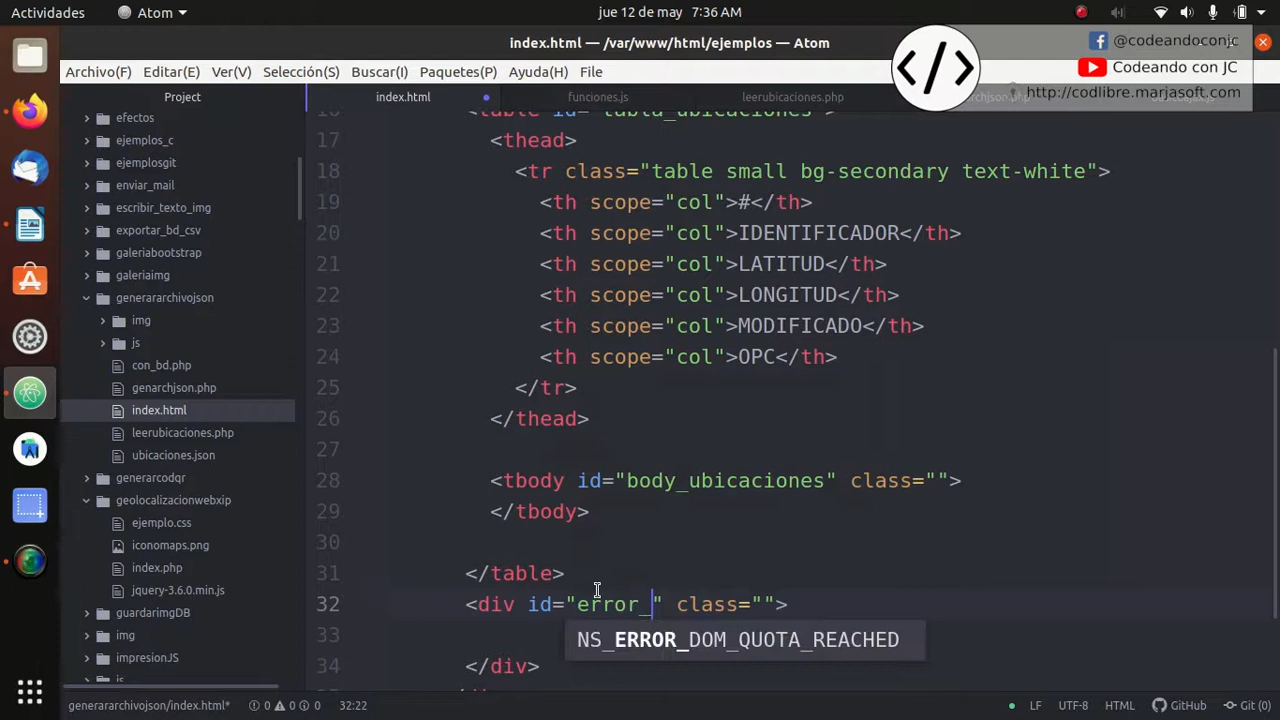 Actividades
Atom
jue 12 de may 7:36 AM
index.html — /var/www/html/ejemplos — Atom
@codeandoconjc
Codeando con JC
http://codlibre.marjasoft.com
Archivo(F) Editar(E) Ver(V) Selección(S) Buscar(I) Paquetes(P) Ayuda(H) File
Project
index.html
funciones.js
leerubicaciones.php
efectos
ejemplos_c
ejemplosgit
enviar_mail
escribir_texto_img
exportar_bd_csv
galeriabootstrap
galeriaimg
generararchivojson
img
js
con_bd.php
genarchjson.php
index.html
leerubicaciones.php
ubicaciones.json
generarcodqr
geolocalizacionwebxip
ejemplo.css
iconomaps.png
index.php
jquery-3.6.0.min.js
guardarimgDB
img
impresionJS
js
16 <table id="tabla_ubicaciones">
17 <thead>
18 <tr class="table small bg-secondary text-white">
19 <th scope="col">#</th>
20 <th scope="col">IDENTIFICADOR</th>
21 <th scope="col">LATITUD</th>
22 <th scope="col">LONGITUD</th>
23 <th scope="col">MODIFICADO</th>
24 <th scope="col">OPC</th>
25 </tr>
26 </thead>
27
28 <tbody id="body_ubicaciones" class="">
29 </tbody>
30
31 </table>
32 <div id="error_" class="">
NS_ERROR_DOM_QUOTA_REACHED
33
34 </div>
generararchivojson/index.html* 0 0 0 32:22
LF UTF-8 HTML GitHub Git (0)